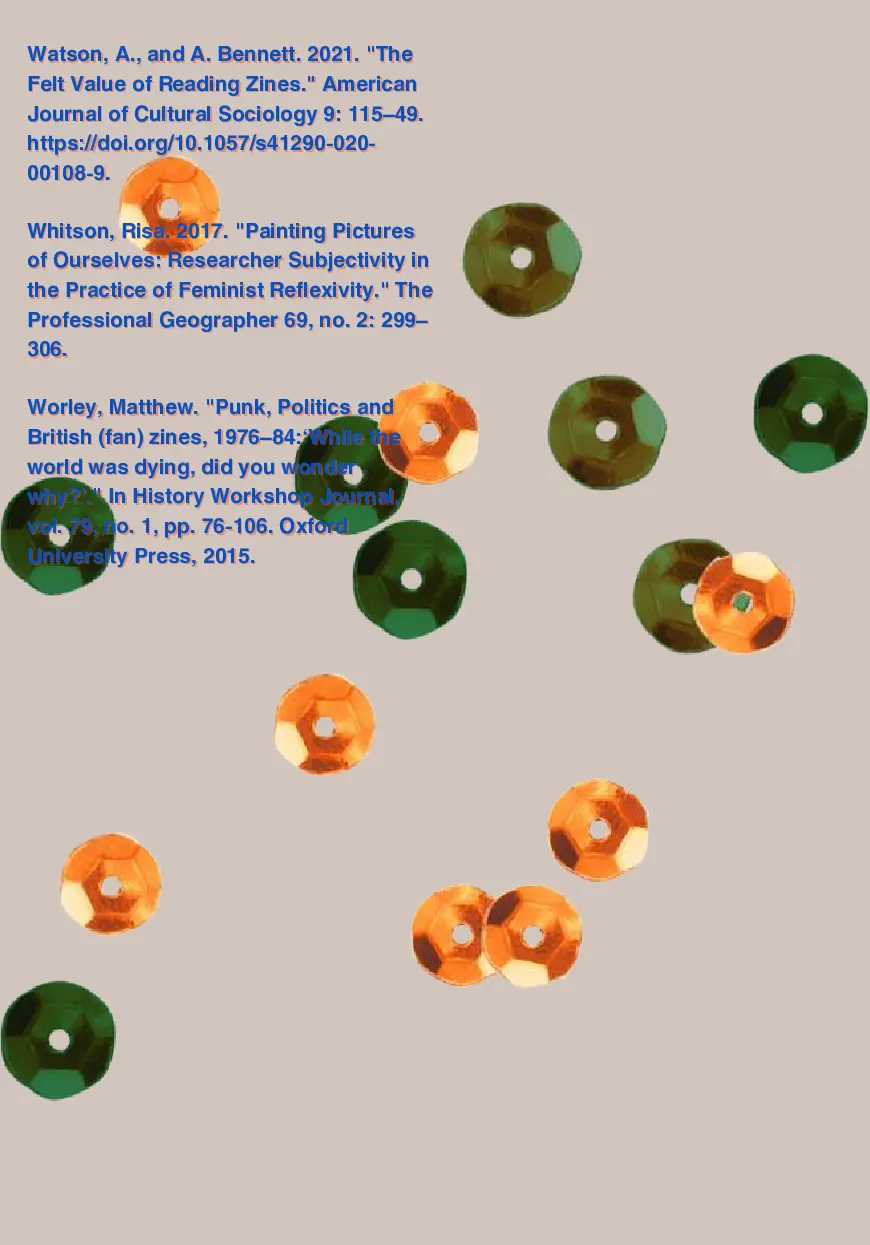 Watson, A., and A. Bennett. 2021. "The
Felt Value of Reading Zines." American
Journal of Cultural Sociology 9: 115–49.
https://doi.org/10.1057/s41290-020-
00108-9.
Whitson, Risa. 2017. "Painting Pictures
of Ourselves: Researcher Subjectivity in
the Practice of Feminist Reflexivity." The
Professional Geographer 69, no. 2: 299–
306.
Worley, Matthew. "Punk, Politics and
British (fan) zines, 1976–84:‘While the
world was dying, did you wonder
why?’." In History Workshop Journal,
vol. 79, no. 1, pp. 76-106. Oxford
University Press, 2015.